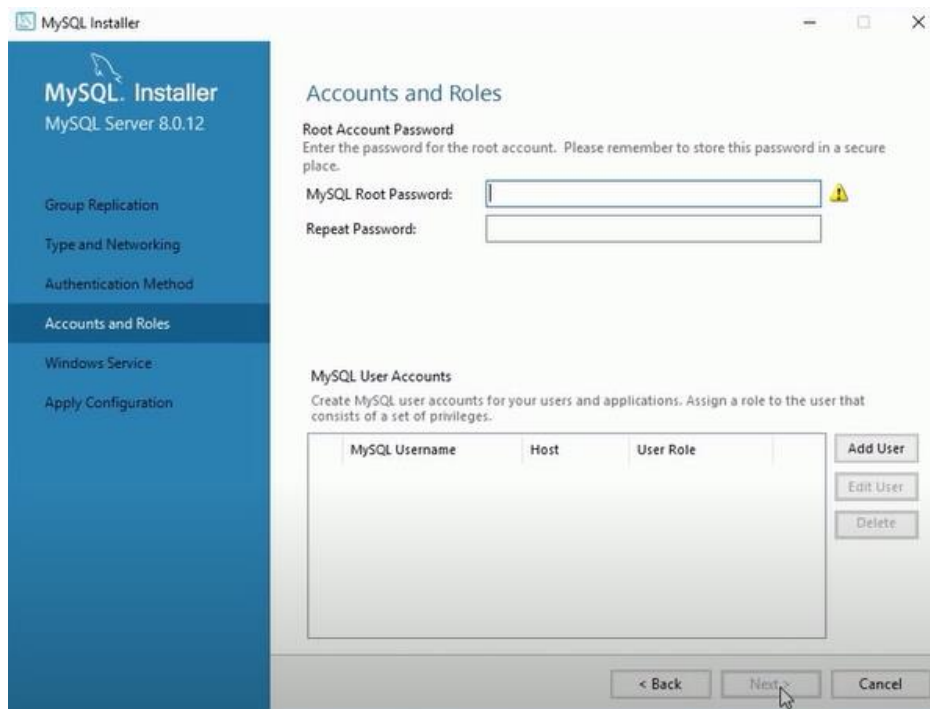 MySQL Installer
MySQL. Installer
MySQL Server 8.0.12
Group Replication
Type and Networking
Authentication Method
Accounts and Roles
Windows Service
Apply Configuration
Accounts and Roles
Root Account Password
Enter the password for the root account. Please remember to store this password in a secure
place.
MySQL Root Password:
Repeat Password:
MySQL User Accounts
Create MySQL user accounts for your users and applications. Assign a role to the user that
consists of a set of privileges.
MySQL Username Host User Role
Add User
Edit User
Delete
< Back Next > Cancel